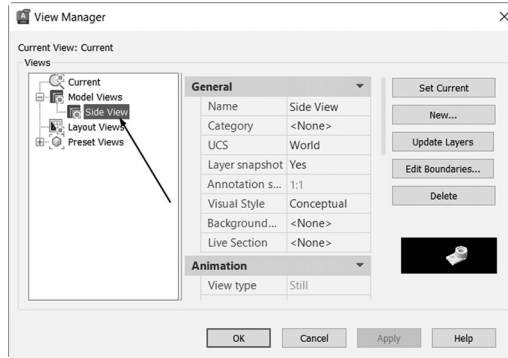 View Manager
Current View: Current
Views
Current
Model Views
Side View
Layout Views
Preset Views
General
Name Side View
Category <None>
UCS World
Layer snapshot Yes
Annotation s... 1:1
Visual Style Conceptual
Background... <None>
Live Section <None>
Animation
View type Still
Set Current
New...
Update Layers
Edit Boundaries...
Delete
OK Cancel Apply Help